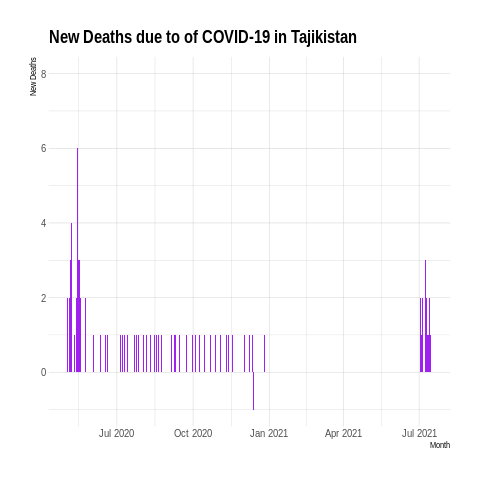 New Deaths due to of COVID-19 in Tajikistan
New Deaths
8
6
4
2
0
Jul 2020
Oct 2020
Jan 2021
Apr 2021
Jul 2021
Month